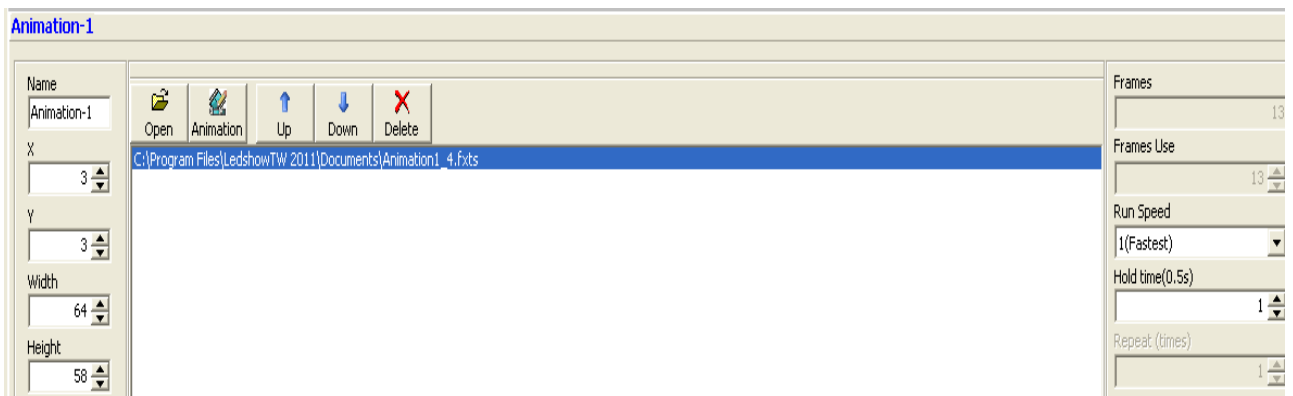 Animation-1
Name
Animation-1
X
3
Y
3
Width
64
Height
58
Open Animation Up Down Delete
C:\Program Files\LedshowTW 2011\Documents\Animation1_4.fxts
Frames
13
Frames Use
13
Run Speed
1(Fastest)
Hold time(0.5s)
1
Repeat (times)
1